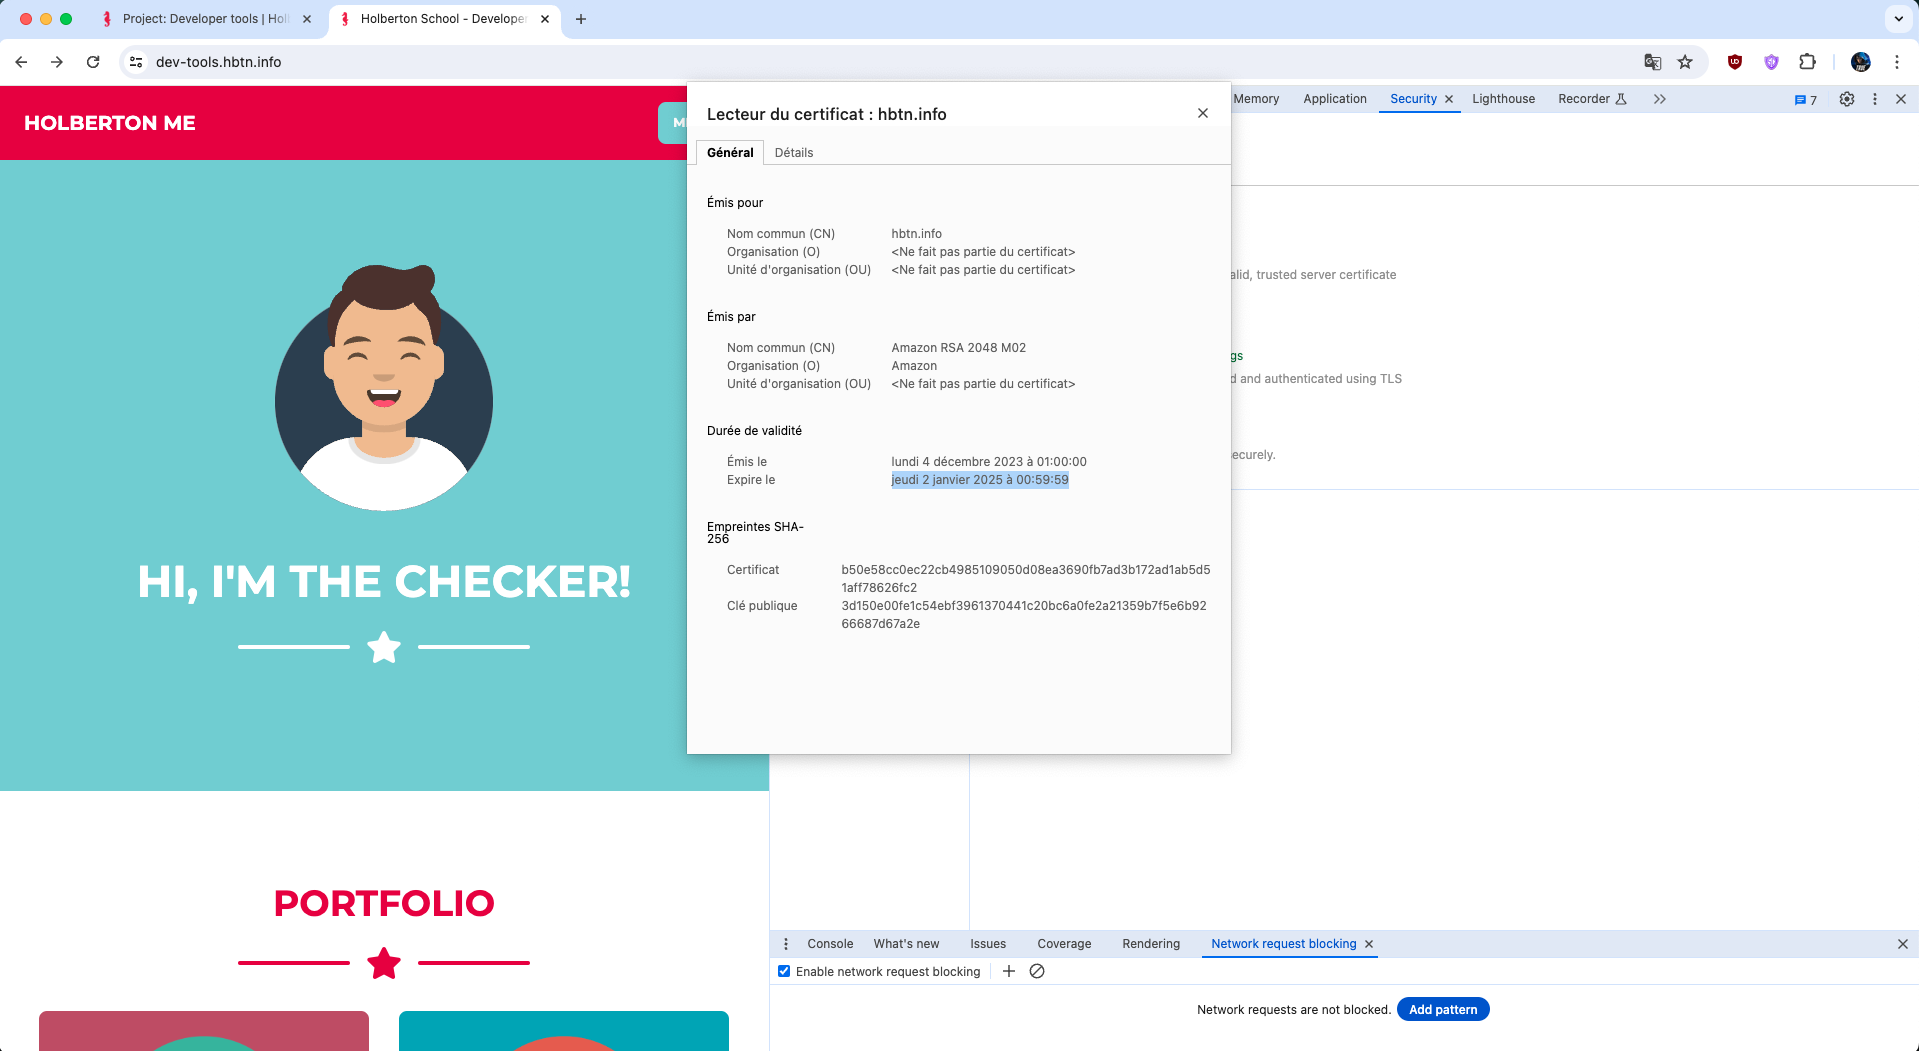 Project: Developer tools | Hol
Holberton School - Developer
dev-tools.hbtn.info
HOLBERTON ME
HI, I'M THE CHECKER!
PORTFOLIO
Lecteur du certificat : hbtn.info
Général
Détails
Émis pour
Nom commun (CN) hbtn.info
Organisation (O) <Ne fait pas partie du certificat>
Unité d'organisation (OU) <Ne fait pas partie du certificat>
Émis par
Nom commun (CN) Amazon RSA 2048 M02
Organisation (O) Amazon
Unité d'organisation (OU) <Ne fait pas partie du certificat>
Durée de validité
Émis le lundi 4 décembre 2023 à 01:00:00
Expire le jeudi 2 janvier 2025 à 00:59:59
Empreintes SHA-
256
Certificat b50e58cc0ec22cb4985109050d08ea3690fb7ad3b172ad1ab5d5
1aff78626fc2
Clé publique 3d150e00fe1c54ebf3961370441c20bc6a0fe2a21359b7f5e6b92
66687d67a2e
Memory Application Security Lighthouse Recorder 7
alid, trusted server certificate
gs
d and authenticated using TLS
ecurely.
Console What's new Issues Coverage Rendering Network request blocking
Enable network request blocking
Network requests are not blocked. Add pattern